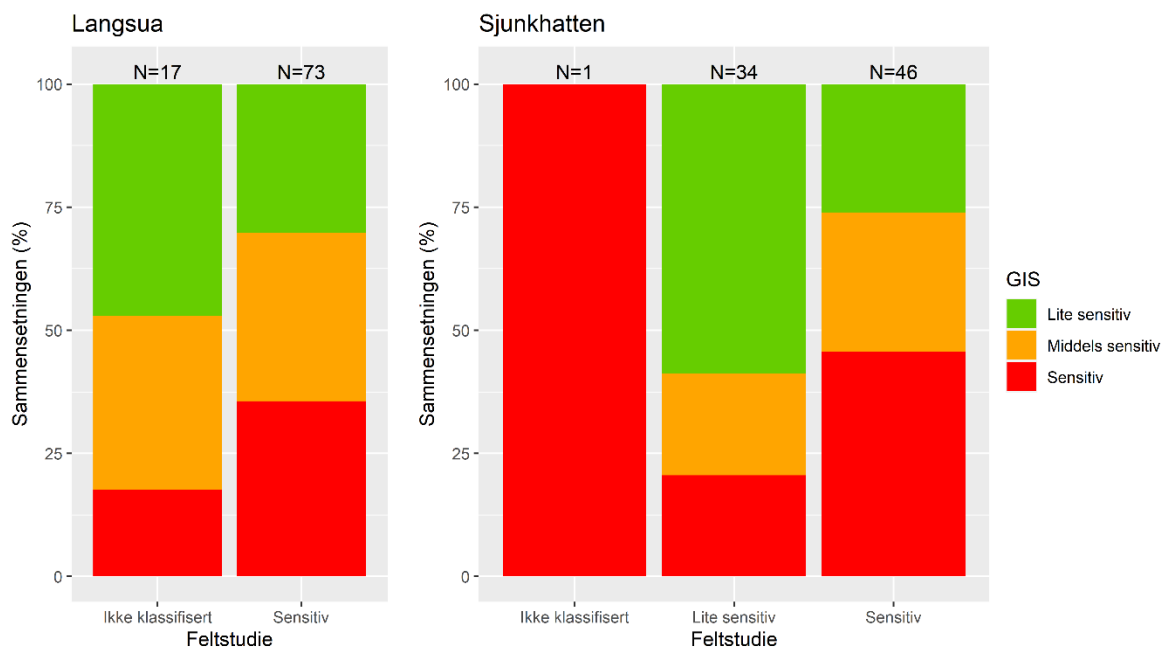 Langsua
N=17 N=73
100
75
50
25
0
Sammensetningen (%)
Ikke klassifisert Sensitiv
Feltstudie
Sjunkhatten
N=1 N=34 N=46
100
75
50
25
0
Sammensetningen (%)
Ikke klassifisert Lite sensitiv Sensitiv
Feltstudie
GIS
Lite sensitiv
Middels sensitiv
Sensitiv